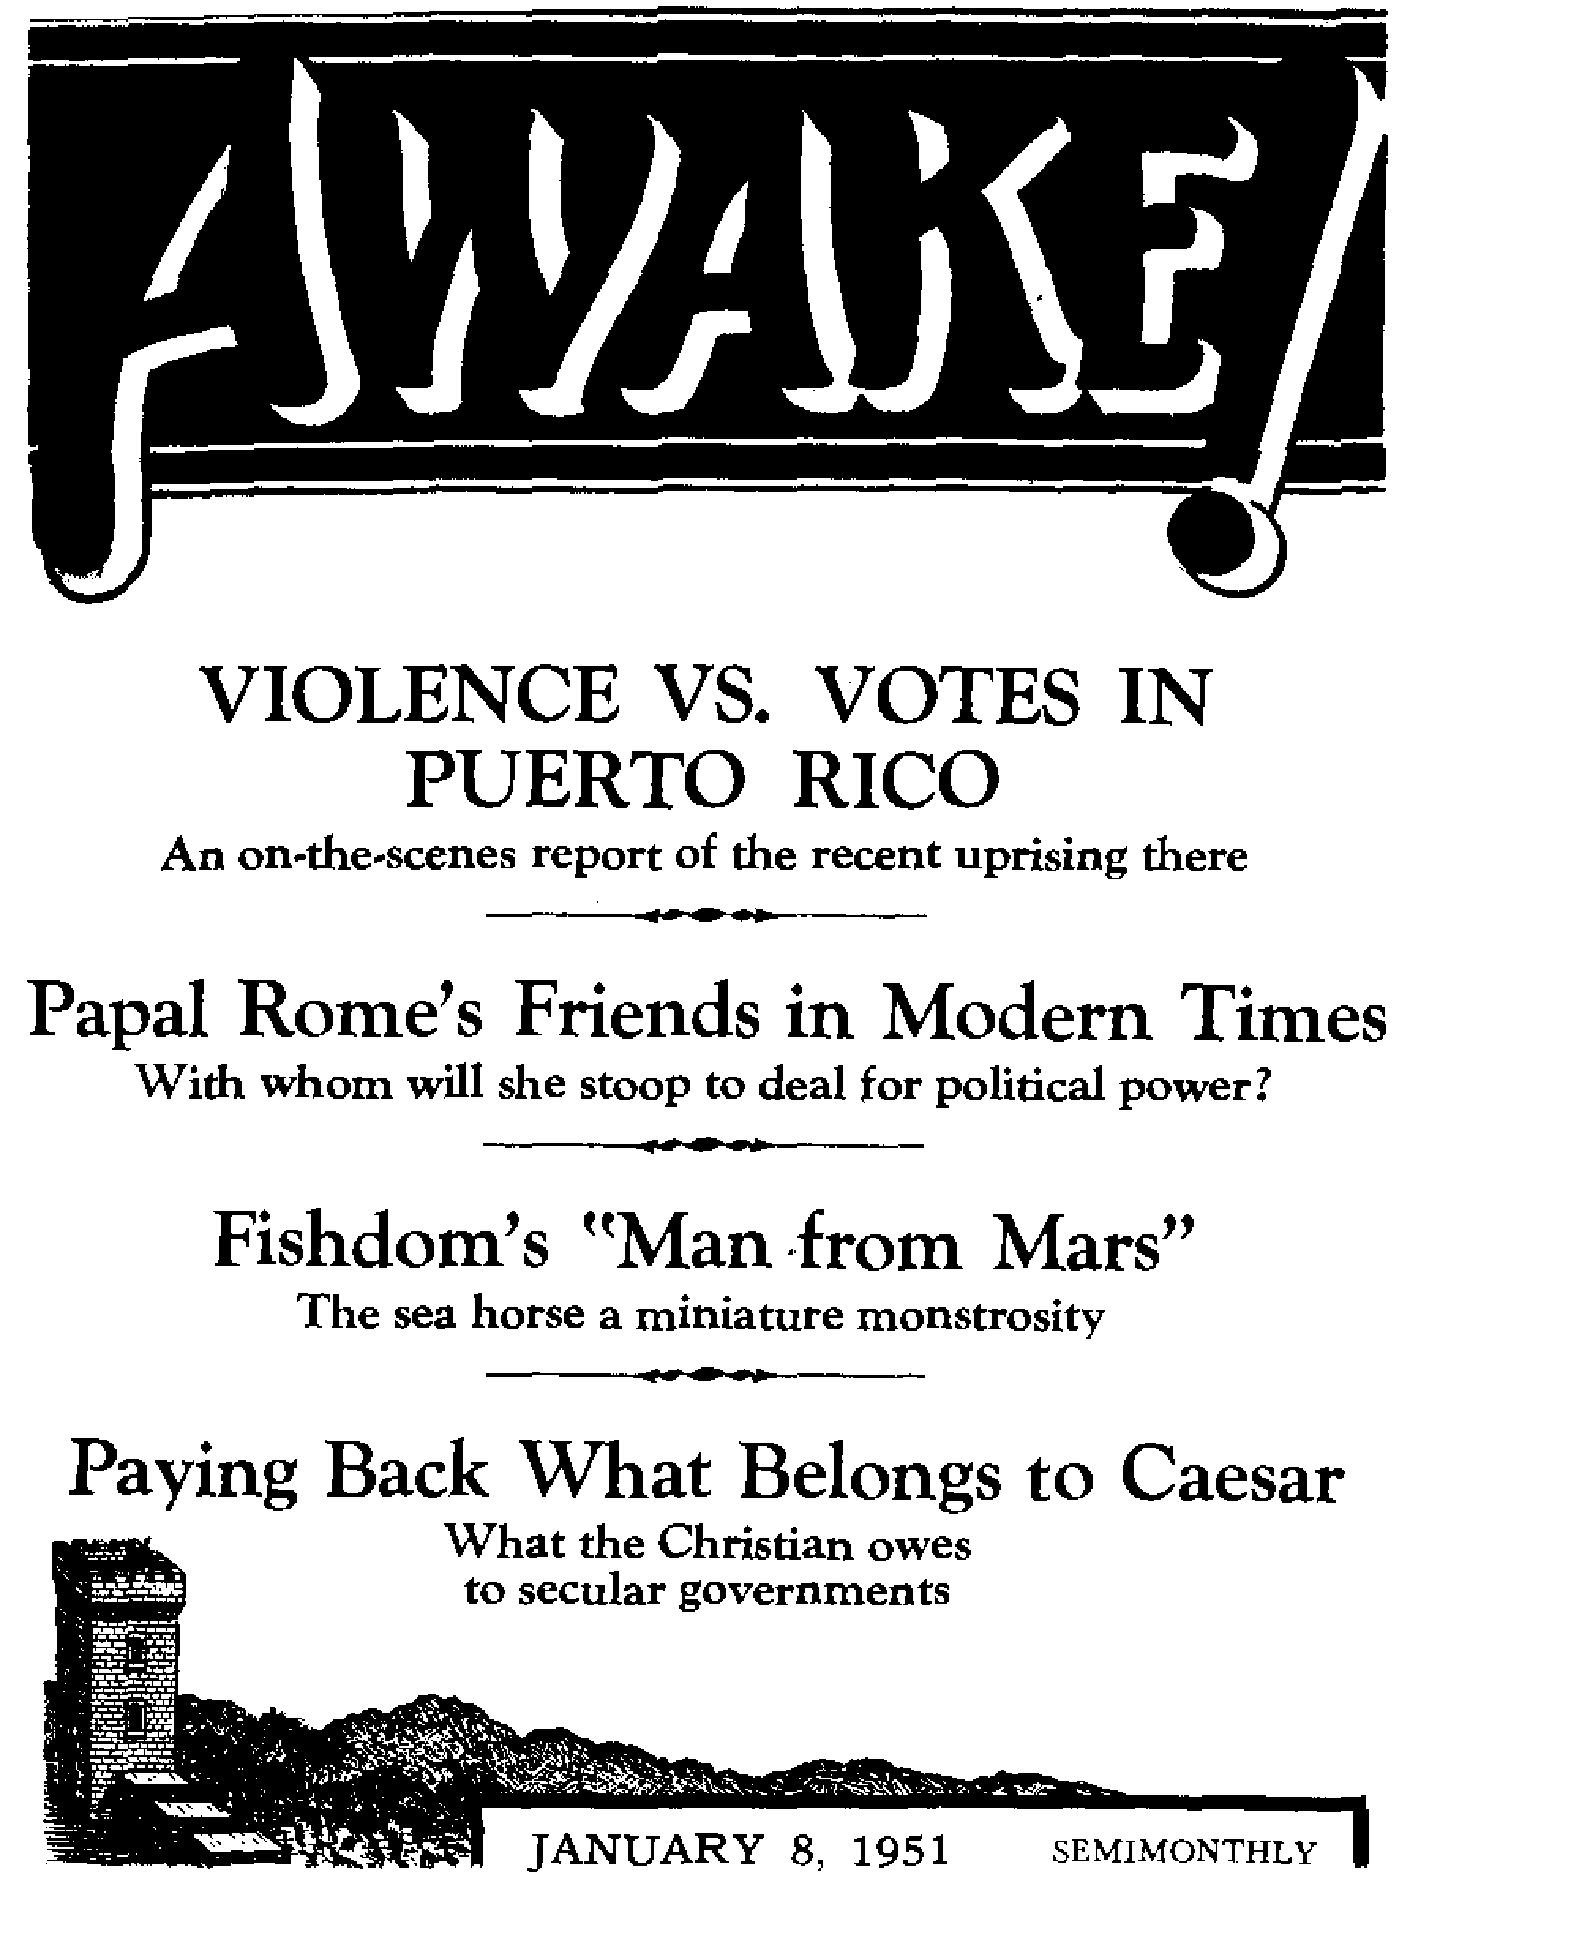 AWAKE!
VIOLENCE VS. VOTES IN
PUERTO RICO
An on-the-scenes report of the recent uprising there
Papal Rome's Friends in Modern Times
With whom will she stoop to deal for political power?
Fishdom's "Man from Mars"
The sea horse a miniature monstrosity
Paying Back What Belongs to Caesar
What the Christian owes
to secular governments
JANUARY 8, 1951 SEMIMONTHLY